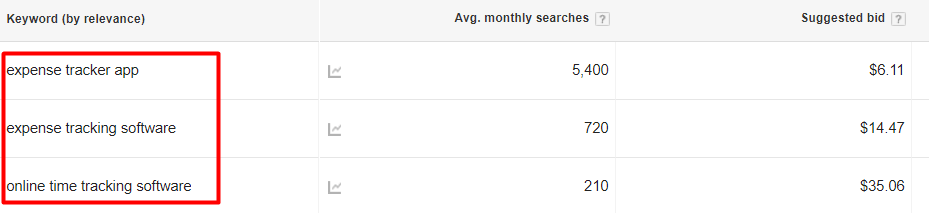 Keyword (by relevance) Avg. monthly searches ? Suggested bid ?
expense tracker app 5,400 $6.11
expense tracking software 720 $14.47
online time tracking software 210 $35.06